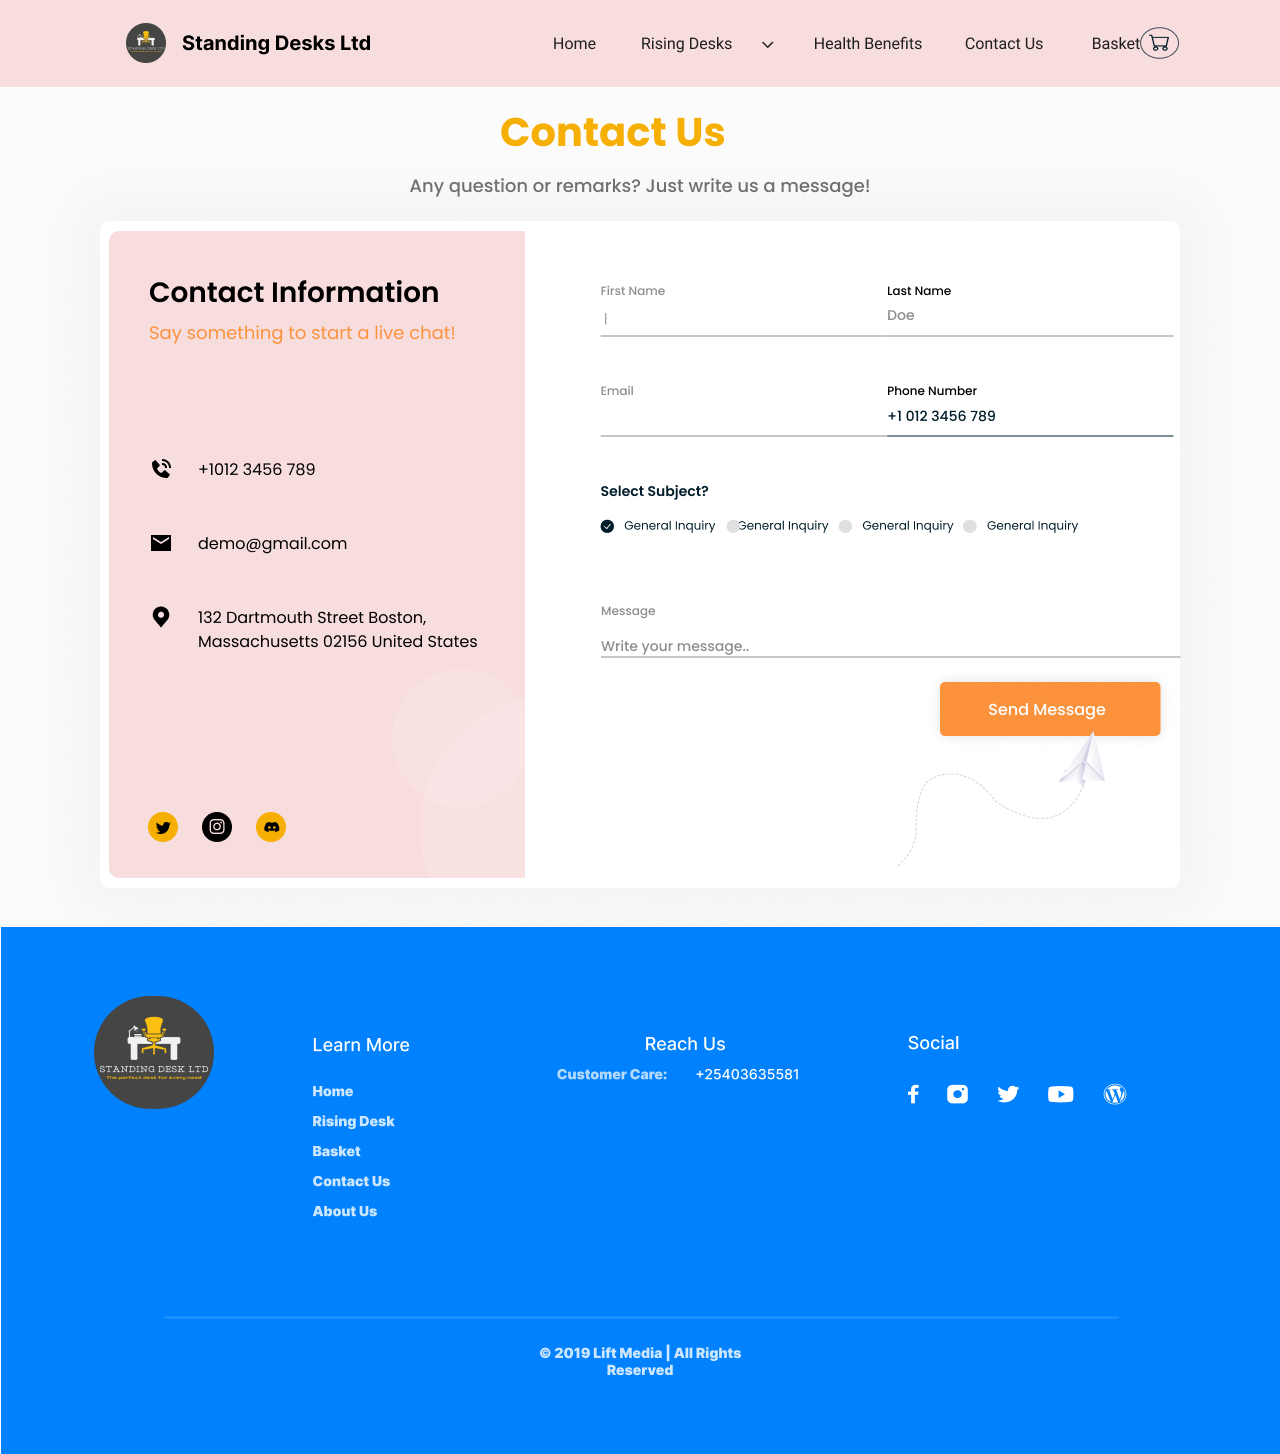 STANDING DESK LTD
Standing Desks Ltd
Home
Rising Desks
Health Benefits
Contact Us
Basket
Contact Us
Any question or remarks? Just write us a message!
Contact Information
Say something to start a live chat!
+1012 3456 789
demo@gmail.com
132 Dartmouth Street Boston,
Massachusetts 02156 United States
First Name
|
Last Name
Doe
Email
Phone Number
+1 012 3456 789
Select Subject?
General Inquiry
General Inquiry
General Inquiry
General Inquiry
Message
Write your message..
Send Message
STANDING DESK LTD
The perfect desk for every need
Learn More
Home
Rising Desk
Basket
Contact Us
About Us
Reach Us
Customer Care: +25403635581
Social
© 2019 Lift Media | All Rights
Reserved